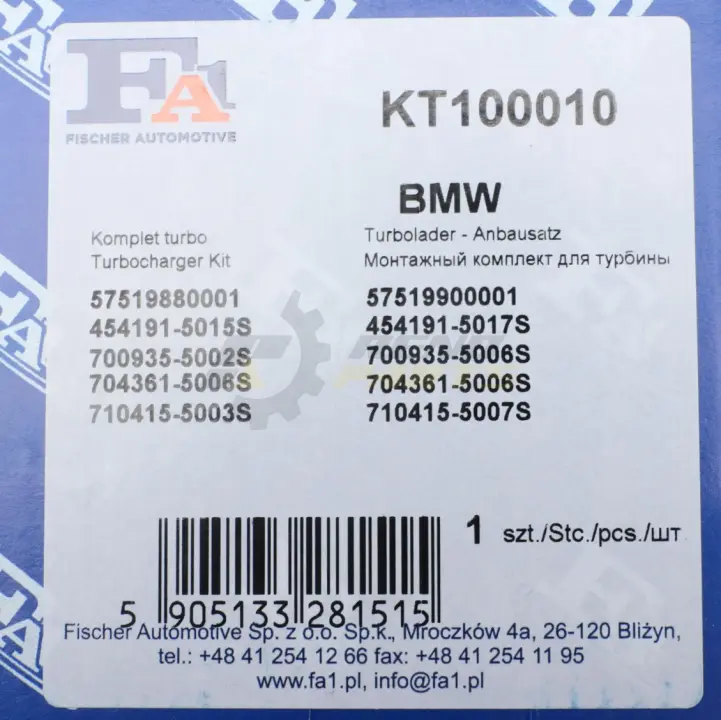 FA1
FISCHER AUTOMOTIVE
KT100010
BMW
Komplet turbo
Turbocharger Kit
Turbolader - Anbausatz
Монтажный комплект для турбины
57519880001 57519900001
454191-5015S 454191-5017S
700935-5002S 700935-5006S
704361-5006S 704361-5006S
710415-5003S 710415-5007S
1 szt./Stc./pcs./шт
5 905133 281515
Fischer Automotive Sp. z o.o. Sp.k., Mroczków 4a, 26-120 Bliżyn,
tel.: +48 41 254 12 66 fax: +48 41 254 11 95
www.fa1.pl, info@fa1.pl